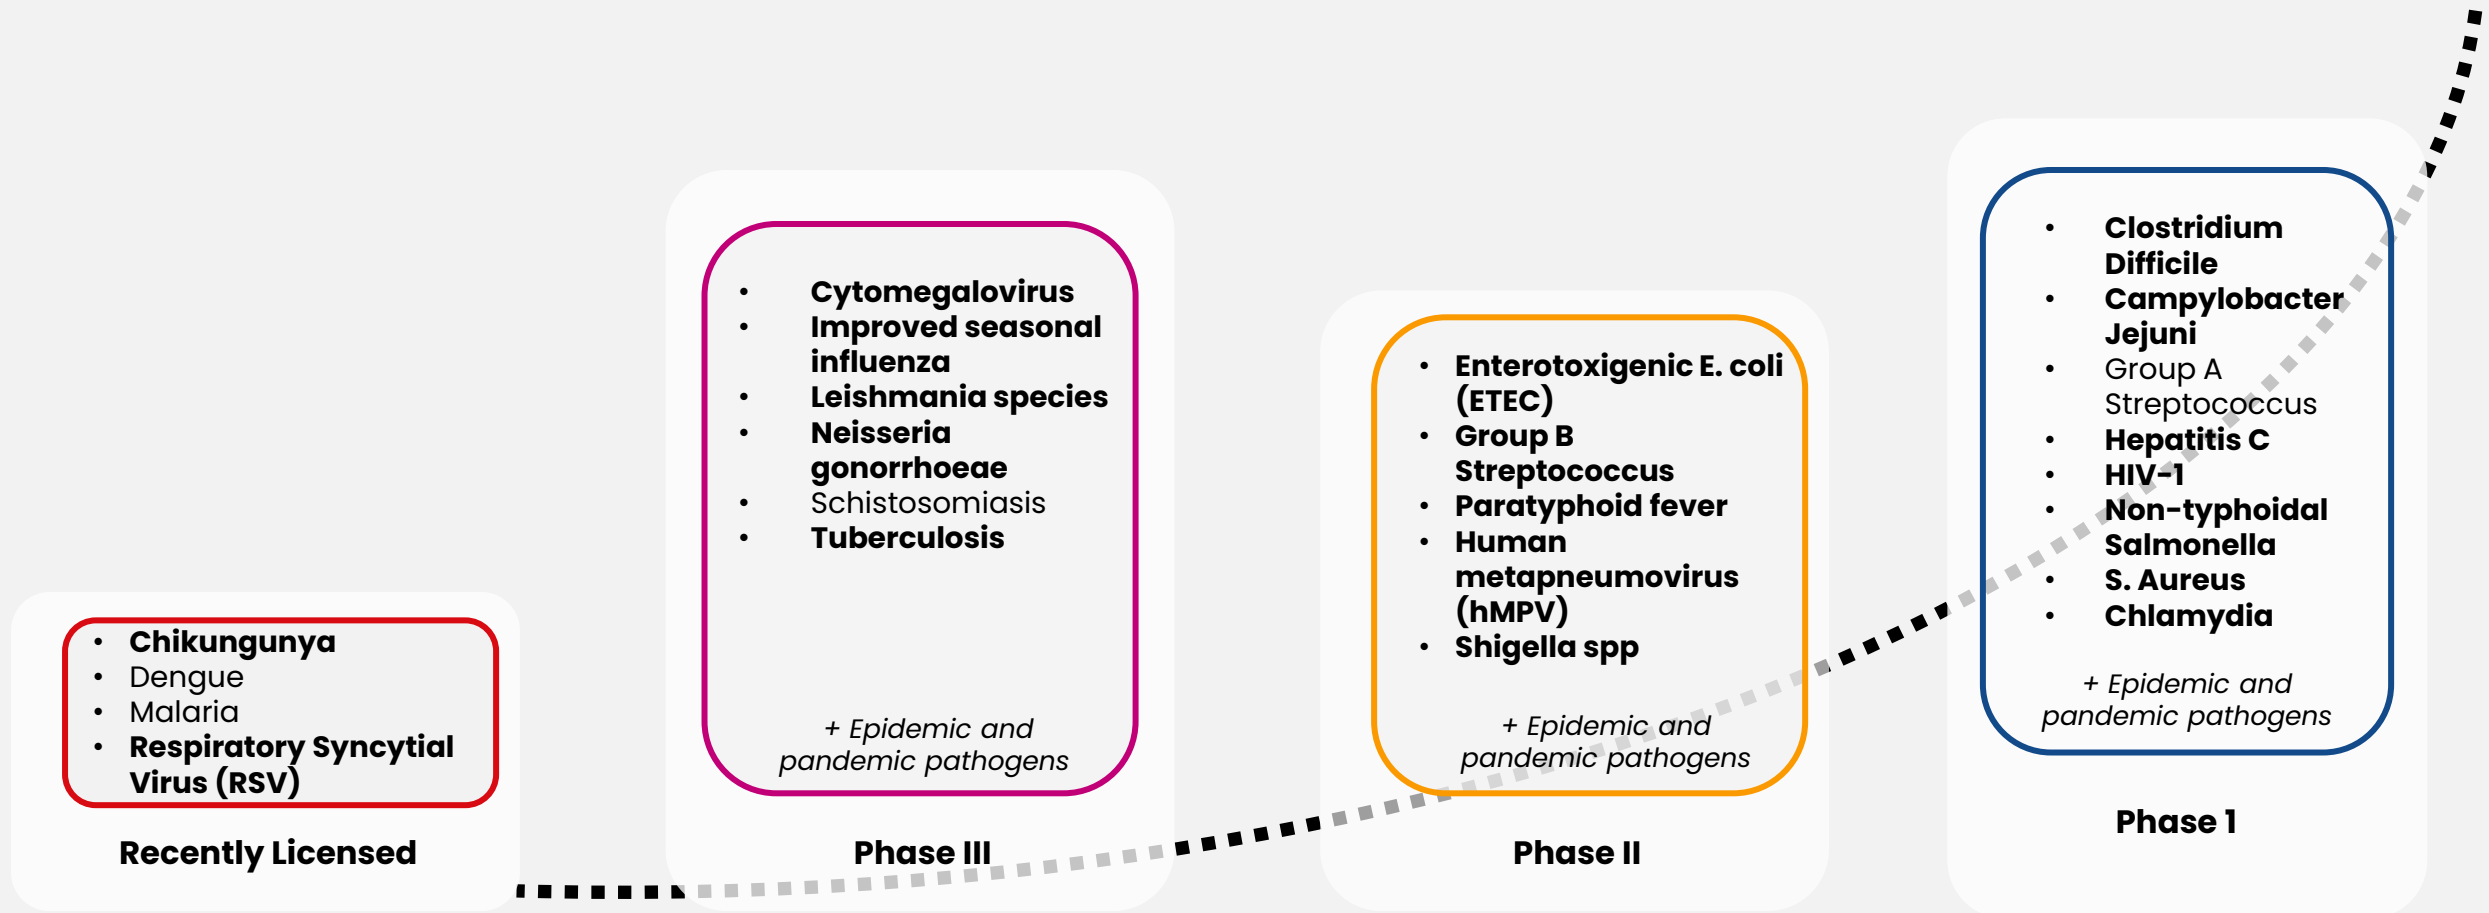 • Chikungunya
• Dengue
• Malaria
• Respiratory Syncytial
Virus (RSV)
Recently Licensed
• Cytomegalovirus
• Improved seasonal
influenza
• Leishmania species
• Neisseria
gonorrhoeae
• Schistosomiasis
• Tuberculosis
+ Epidemic and
pandemic pathogens
Phase III
• Enterotoxigenic E. coli
(ETEC)
• Group B
Streptococcus
• Paratyphoid fever
• Human
metapneumovirus
(hMPV)
• Shigella spp
+ Epidemic and
pandemic pathogens
Phase II
• Clostridium
Difficile
• Campylobacter
Jejuni
• Group A
Streptococcus
• Hepatitis C
• HIV-1
• Non-typhoidal
Salmonella
• S. Aureus
• Chlamydia
+ Epidemic and
pandemic pathogens
Phase 1